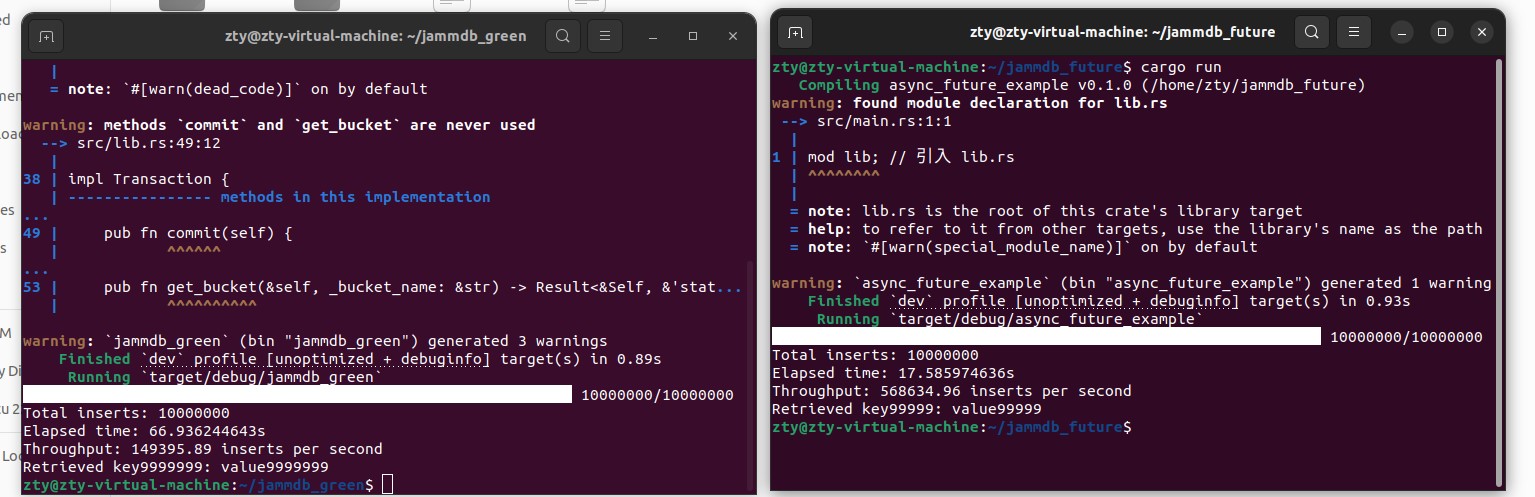 ed
men
oad
es
s
M
y Di
tu 2
Loc
zty@zty-virtual-machine: ~/jammdb_green
|
= note: `#[warn(dead_code)]` on by default
warning: methods `commit` and `get_bucket` are never used
--> src/lib.rs:49:12
|
38 | impl Transaction {
| ---------------- methods in this implementation
...
49 |     pub fn commit(self) {
|            ^^^^^^
...
53 |     pub fn get_bucket(&self, _bucket_name: &str) -> Result<&Self, &'stat...
|            ^^^^^^^^^^
warning: `jammdb_green` (bin "jammdb_green") generated 3 warnings
Finished `dev` profile [unoptimized + debuginfo] target(s) in 0.89s
Running `target/debug/jammdb_green`
10000000/10000000
Total inserts: 10000000
Elapsed time: 66.936244643s
Throughput: 149395.89 inserts per second
Retrieved key9999999: value9999999
zty@zty-virtual-machine:~/jammdb_green$
zty@zty-virtual-machine: ~/jammdb_future
zty@zty-virtual-machine:~/jammdb_future$ cargo run
Compiling async_future_example v0.1.0 (/home/zty/jammdb_future)
warning: found module declaration for lib.rs
--> src/main.rs:1:1
|
1 | mod lib; // 引入 lib.rs
| ^^^^^^^^
|
= note: lib.rs is the root of this crate's library target
= help: to refer to it from other targets, use the library's name as the path
= note: `#[warn(special_module_name)]` on by default
warning: `async_future_example` (bin "async_future_example") generated 1 warning
Finished `dev` profile [unoptimized + debuginfo] target(s) in 0.93s
Running `target/debug/async_future_example`
10000000/10000000
Total inserts: 10000000
Elapsed time: 17.585974636s
Throughput: 568634.96 inserts per second
Retrieved key99999: value99999
zty@zty-virtual-machine:~/jammdb_future$